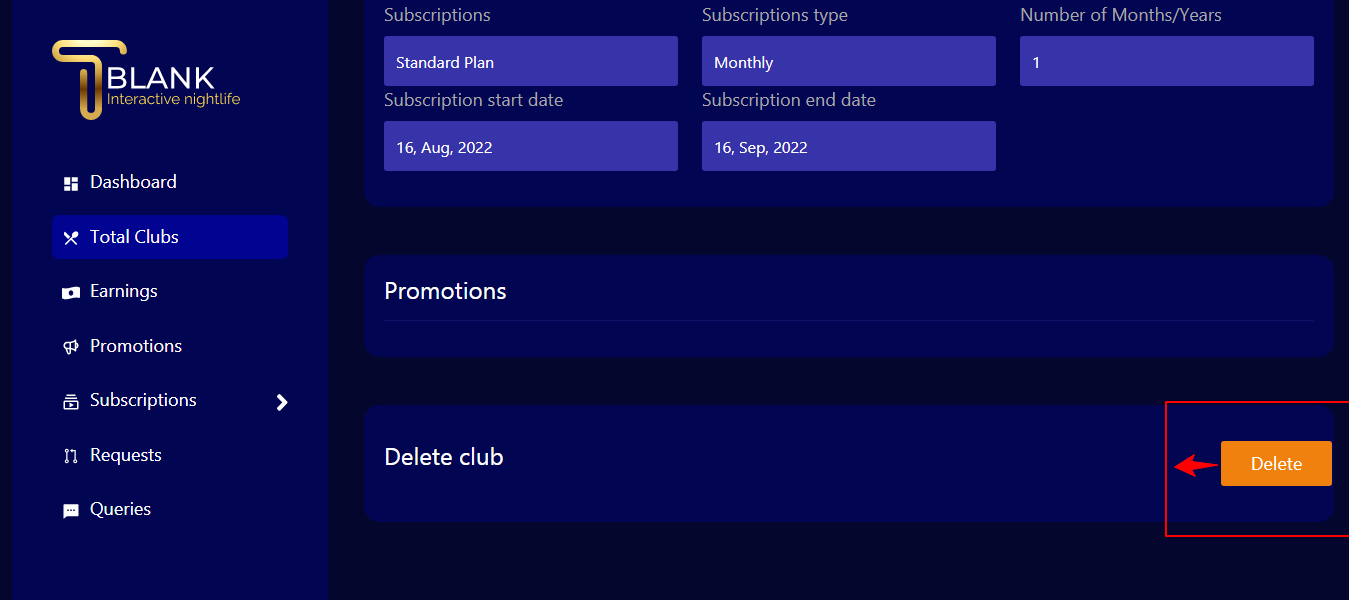 BLANK
Interactive nightlife
Dashboard
Total Clubs
Earnings
Promotions
Subscriptions
Requests
Queries
Subscriptions Subscriptions type Number of Months/Years
Standard Plan Monthly 1
Subscription start date Subscription end date
16, Aug, 2022 16, Sep, 2022
Promotions
Delete club Delete